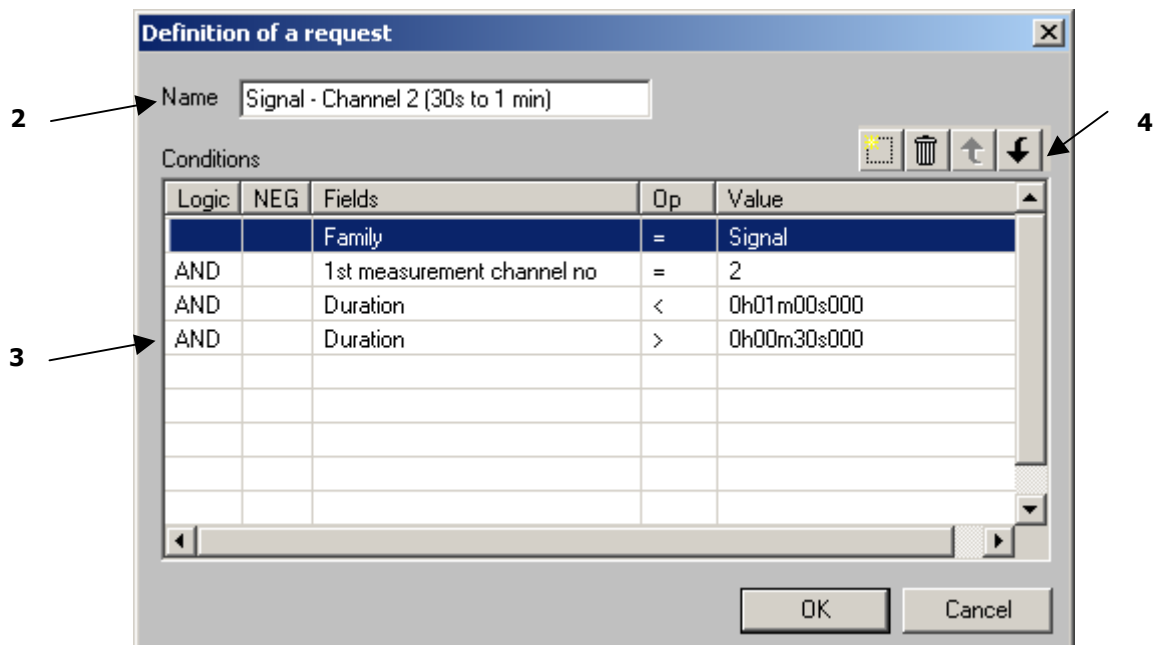 Definition of a request
2
Name Signal - Channel 2 (30s to 1 min)
4
Conditions
Logic NEG Fields Op Value
Family = Signal
AND 1st measurement channel no = 2
AND Duration < 0h01m00s000
3
AND Duration > 0h00m30s000
OK Cancel